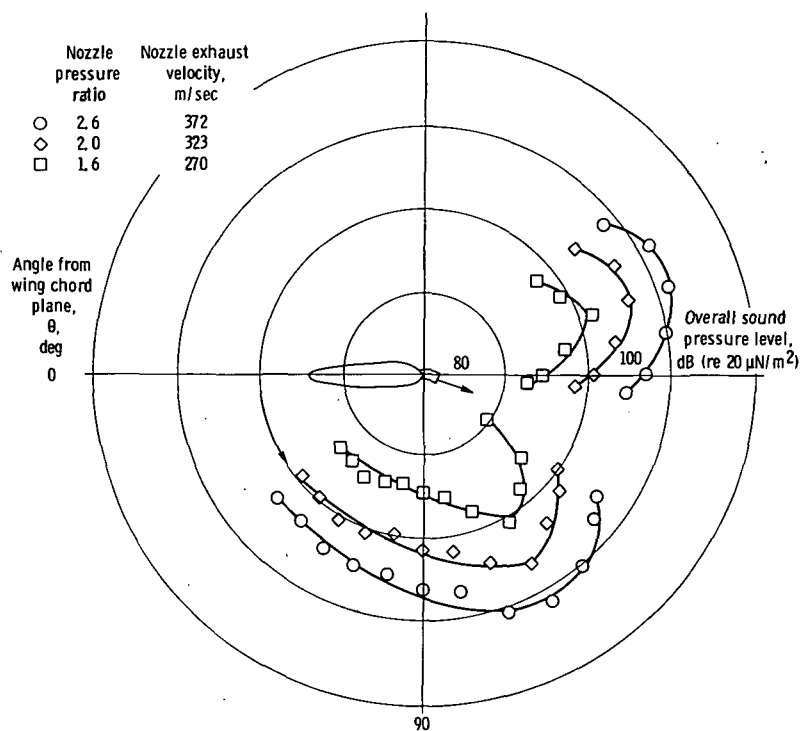 Nozzle Nozzle exhaust
pressure velocity,
ratio m/sec
2.6 372
2.0 323
1.6 270
Angle from
wing chord
plane,
θ,
deg
0
80
100
Overall sound
pressure level,
dB (re 20 μN/m²)
90